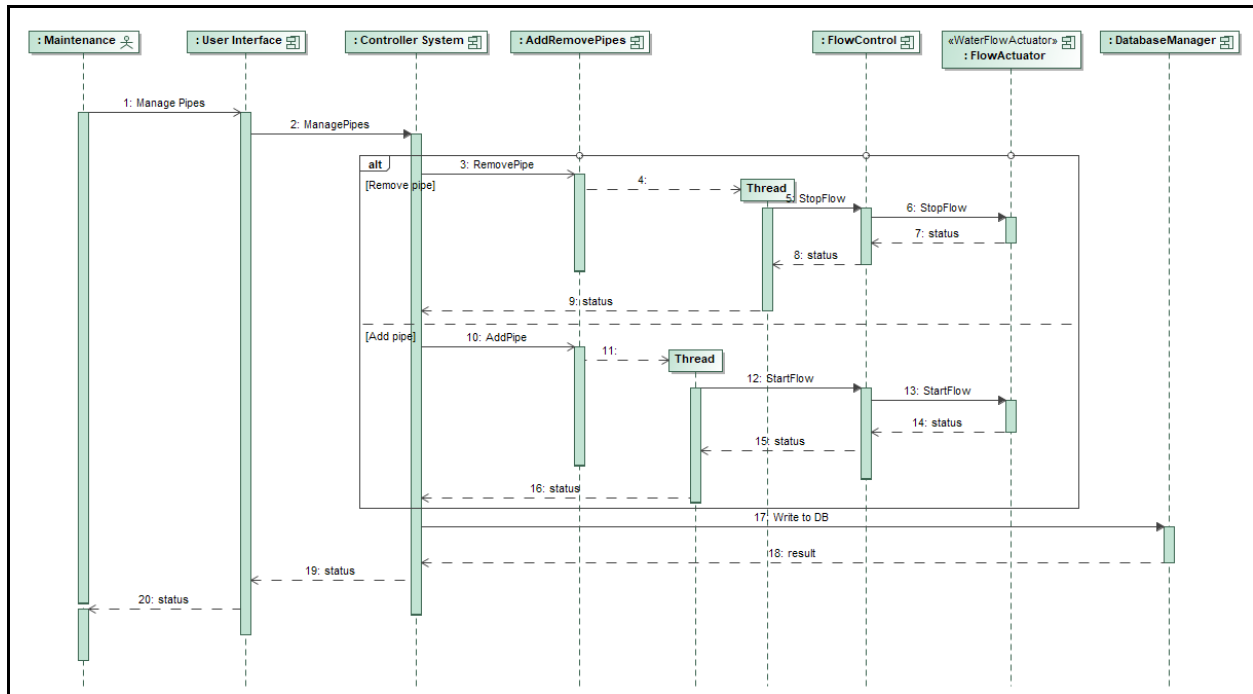 : Maintenance
: User Interface
: Controller System
: AddRemovePipes
: FlowControl
«WaterFlowActuator»
: FlowActuator
: DatabaseManager
1: Manage Pipes
2: ManagePipes
alt
3: RemovePipe
[Remove pipe]
4:
Thread
5: StopFlow
6: StopFlow
7: status
8: status
9: status
[Add pipe]
10: AddPipe
11:
Thread
12: StartFlow
13: StartFlow
14: status
15: status
16: status
17: Write to DB
18: result
19: status
20: status